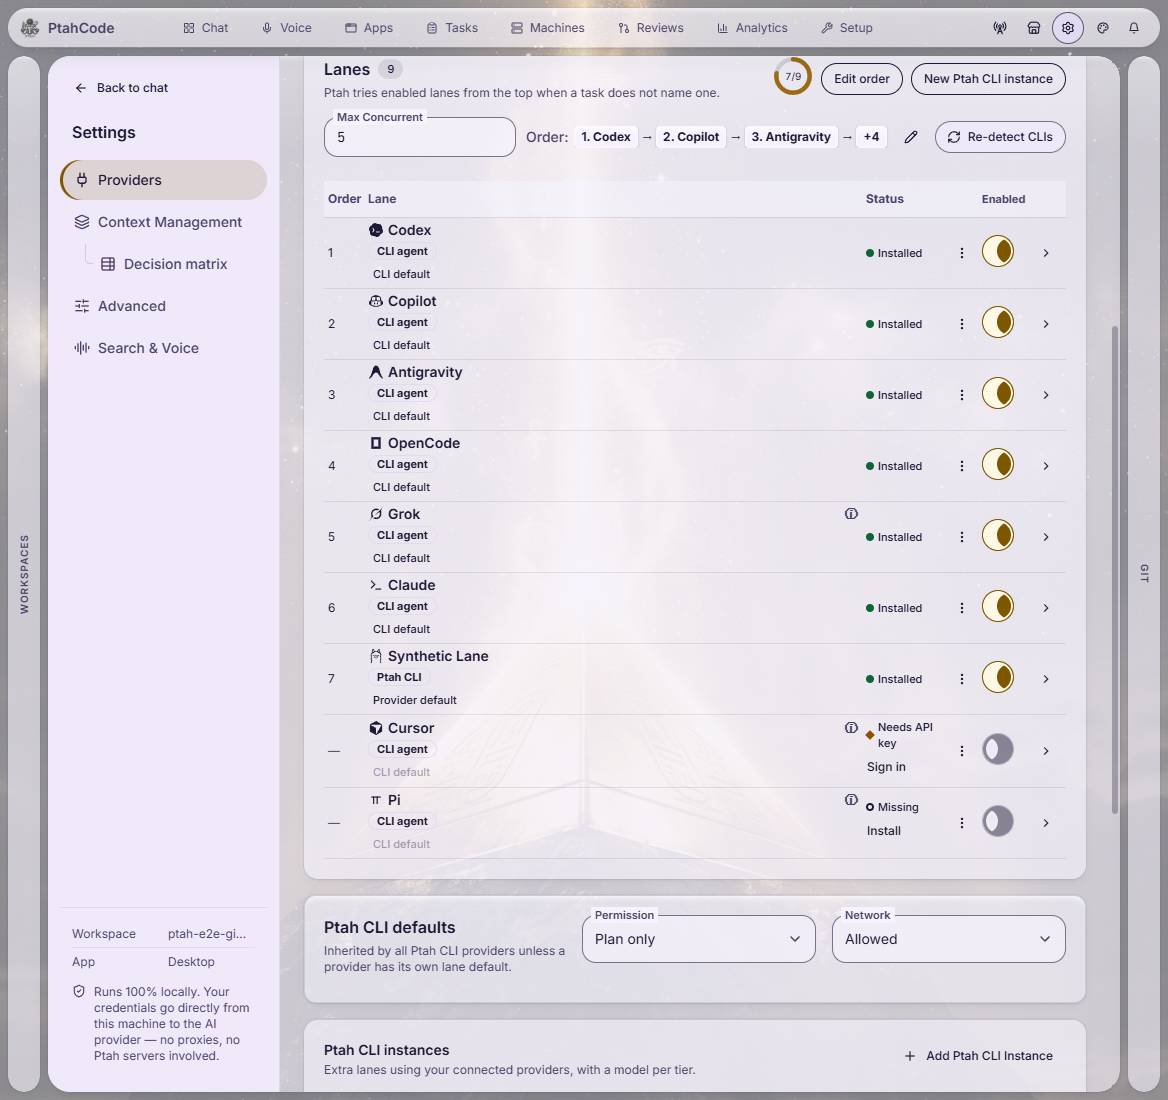 PtahCode
Chat
Voice
Apps
Tasks
Machines
Reviews
Analytics
Setup
WORKSPACES
Back to chat
Settings
Providers
Context Management
Decision matrix
Advanced
Search & Voice
Workspace ptah-e2e-gi...
App Desktop
Runs 100% locally. Your
credentials go directly from
this machine to the AI
provider — no proxies, no
Ptah servers involved.
Lanes 9
Ptah tries enabled lanes from the top when a task does not name one.
7/9
Edit order
New Ptah CLI instance
Max Concurrent
5
Order: 1. Codex → 2. Copilot → 3. Antigravity → +4
Re-detect CLIs
Order Lane Status Enabled
Codex
1 CLI agent Installed
CLI default
Copilot
2 CLI agent Installed
CLI default
Antigravity
3 CLI agent Installed
CLI default
OpenCode
4 CLI agent Installed
CLI default
Grok
5 CLI agent Installed
CLI default
Claude
6 CLI agent Installed
CLI default
Synthetic Lane
7 Ptah CLI Installed
Provider default
Cursor
— CLI agent
CLI default
Needs API
key
Sign in
Pi
— CLI agent
CLI default
Missing
Install
Ptah CLI defaults
Inherited by all Ptah CLI providers unless a
provider has its own lane default.
Permission
Plan only
Network
Allowed
Ptah CLI instances
Extra lanes using your connected providers, with a model per tier.
+ Add Ptah CLI Instance
GIT